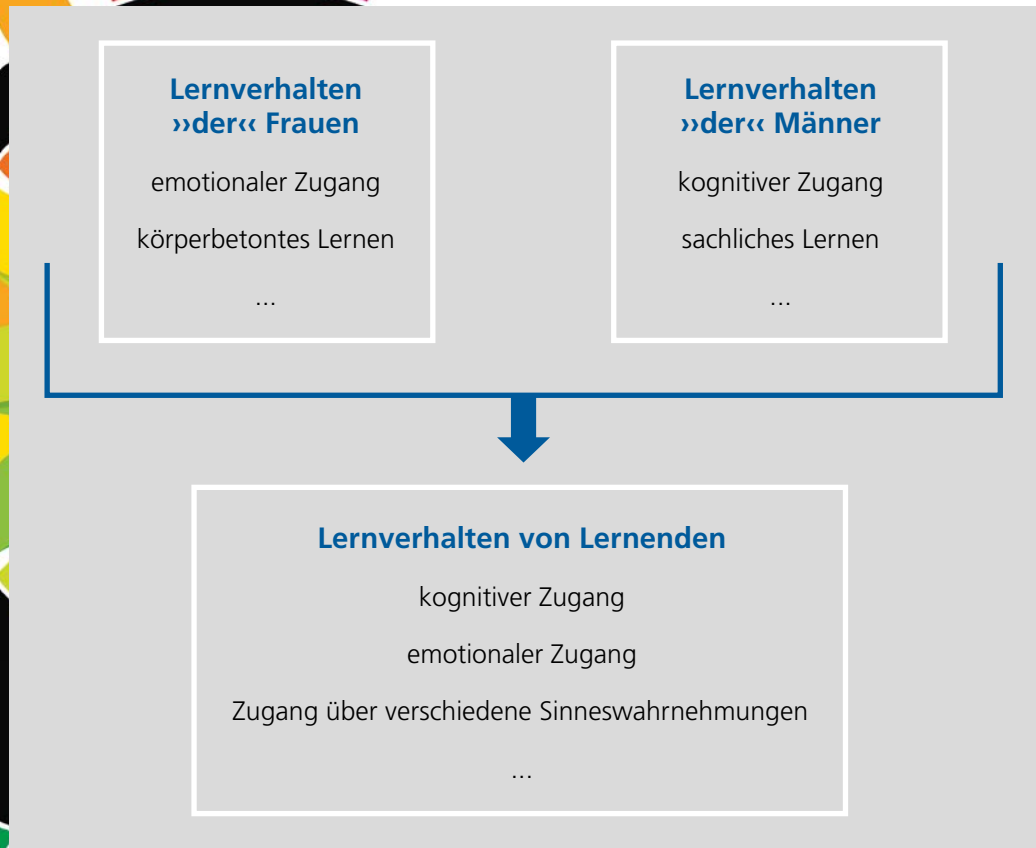 Lernverhalten
››der‹‹ Frauen
emotionaler Zugang
körperbetontes Lernen
...
Lernverhalten
››der‹‹ Männer
kognitiver Zugang
sachliches Lernen
...
Lernverhalten von Lernenden
kognitiver Zugang
emotionaler Zugang
Zugang über verschiedene Sinneswahrnehmungen
...